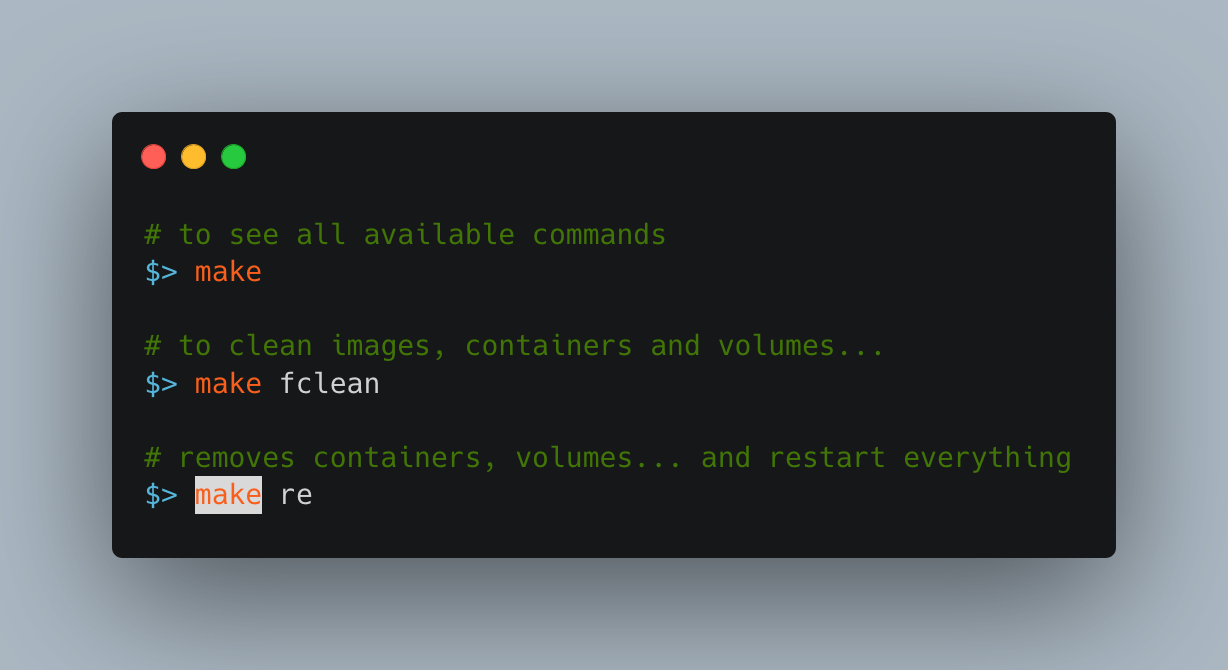 # to see all available commands
$> make
# to clean images, containers and volumes...
$> make fclean
# removes containers, volumes... and restart everything
$> make re